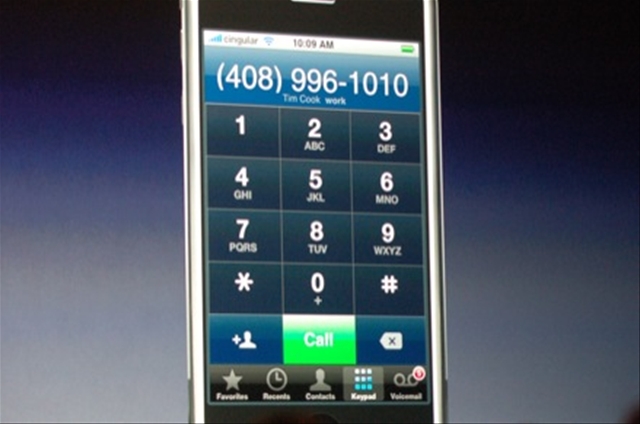 cingular 10:09 AM
(408) 996-1010
Tim Cook work
1 2 3
ABC DEF
4 5 6
GHI JKL MNO
7 8 9
PQRS TUV WXYZ
* 0 #
+
+ Call
Favorites Recents Contacts Keypad Voicemail